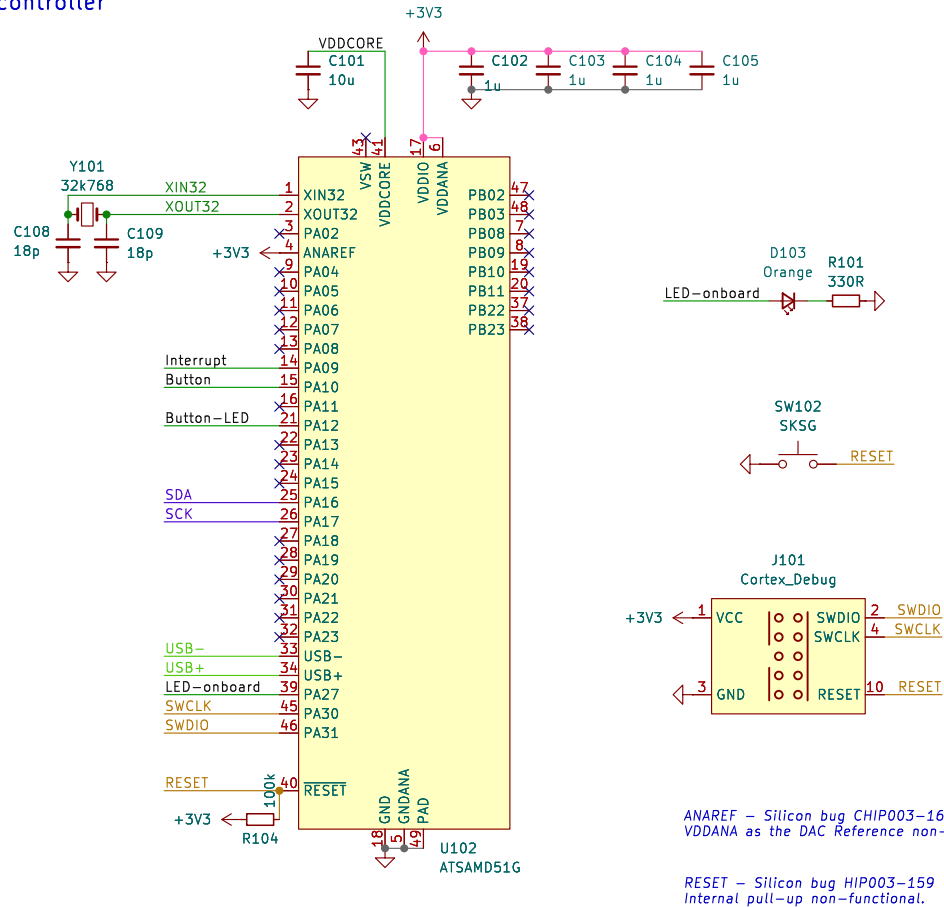 controller
+3V3
VDDCORE
C101
10u
C102
1u
C103
1u
C104
1u
C105
1u
43
41
17
6
VSW
VDDCORE
VDDIO
VDDANA
Y101
32k768
XIN32
1
XIN32
XOUT32
2
XOUT32
C108
18p
C109
18p
3
PA02
+3V3
4
ANAREF
9
PA04
10
PA05
11
PA06
12
PA07
13
PA08
Interrupt
14
PA09
Button
15
PA10
16
PA11
Button-LED
21
PA12
22
PA13
23
PA14
24
PA15
SDA
25
PA16
SCK
26
PA17
27
PA18
28
PA19
29
PA20
30
PA21
31
PA22
32
PA23
USB-
33
USB-
USB+
34
USB+
LED-onboard
39
PA27
SWCLK
45
PA30
SWDIO
46
PA31
RESET
100k
40
RESET
+3V3
R104
PB02
47
PB03
48
PB08
7
PB09
8
PB10
19
PB11
20
PB22
37
PB23
38
GND
GNDANA
PAD
18
5
49
U102
ATSAMD51G
D103
Orange
R101
330R
LED-onboard
SW102
SKSG
RESET
J101
Cortex_Debug
+3V3
1
VCC
SWDIO
2
SWDIO
SWCLK
4
SWCLK
3
GND
RESET
10
RESET
ANAREF - Silicon bug CHIP003-16
VDDANA as the DAC Reference non-
RESET - Silicon bug HIP003-159
Internal pull-up non-functional.